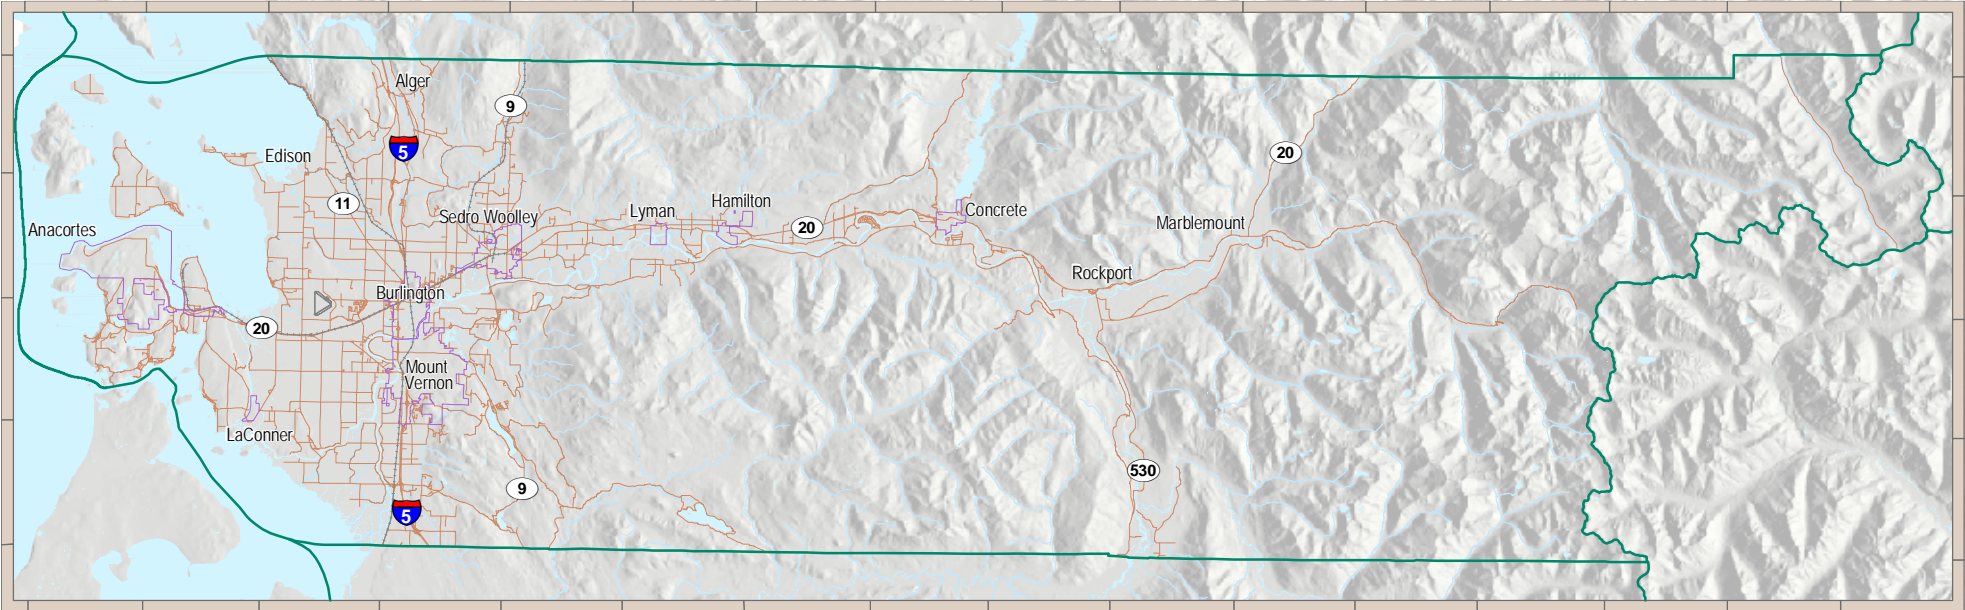 Alger
9
5
Edison
11
Sedro Woolley
Lyman
Hamilton
20
Concrete
Marblemount
20
Anacortes
Rockport
Burlington
20
Mount
Vernon
LaConner
9
5
530